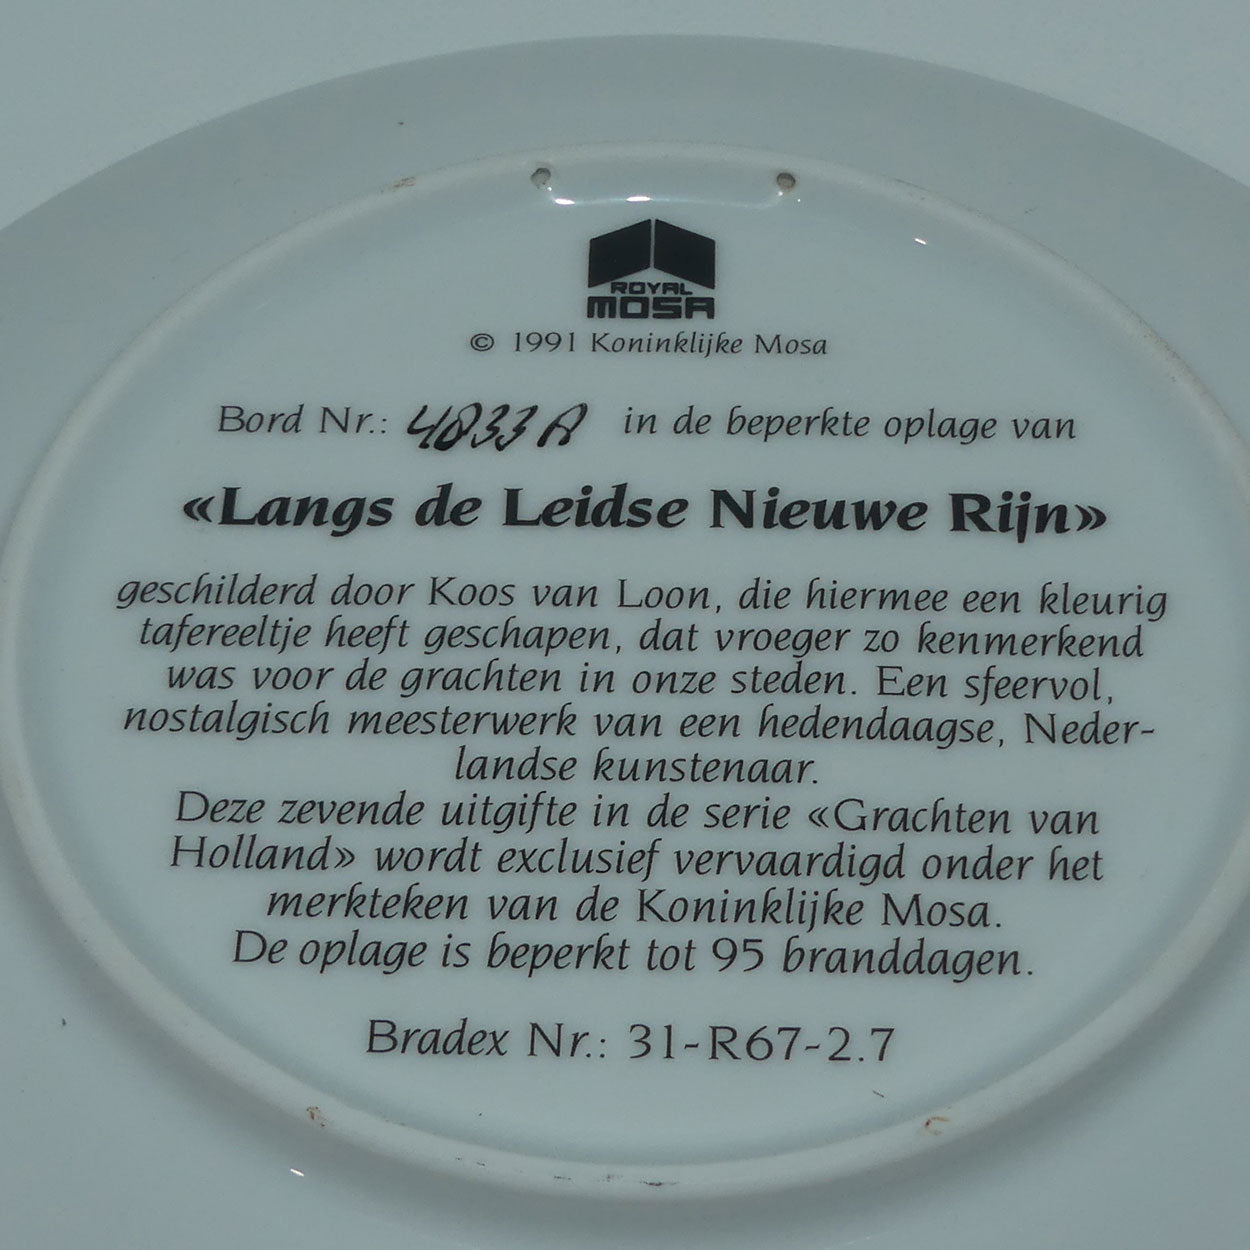 ROYAL
MOSA
© 1991 Koninklijke Mosa
Bord Nr.: 4833A in de beperkte oplage van
«Langs de Leidse Nieuwe Rijn»
geschilderd door Koos van Loon, die hiermee een kleurig
tafereeltje heeft geschapen, dat vroeger zo kenmerkend
was voor de grachten in onze steden. Een sfeervol,
nostalgisch meesterwerk van een hedendaagse, Neder-
landse kunstenaar.
Deze zevende uitgifte in de serie «Grachten van
Holland» wordt exclusief vervaardigd onder het
merkteken van de Koninklijke Mosa.
De oplage is beperkt tot 95 branddagen.
Bradex Nr.: 31-R67-2.7